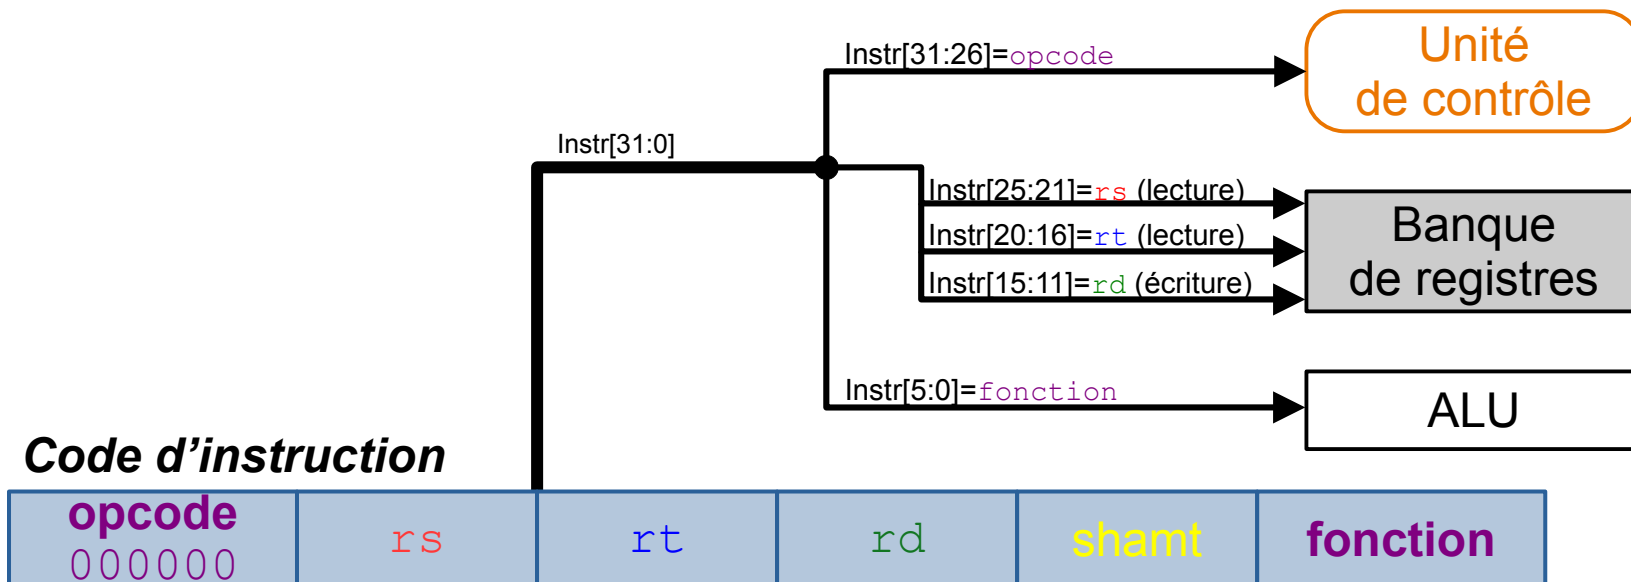 Instr[31:26]=opcode
Unité
de contrôle
Instr[31:0]
Instr[25:21]=rs (lecture)
Instr[20:16]=rt (lecture)
Instr[15:11]=rd (écriture)
Banque
de registres
Instr[5:0]=fonction
ALU
Code d’instruction
opcode
000000
rs
rt
rd
shamt
fonction